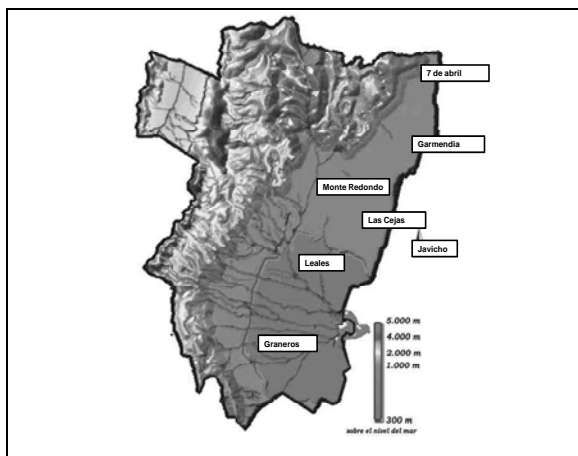 7 de abril
Garmendia
Monte Redondo
Las Cejas
Javicho
Leales
Graneros
5.000 m
4.000 m
2.000 m
1.000 m
300 m
sobre el nivel del mar